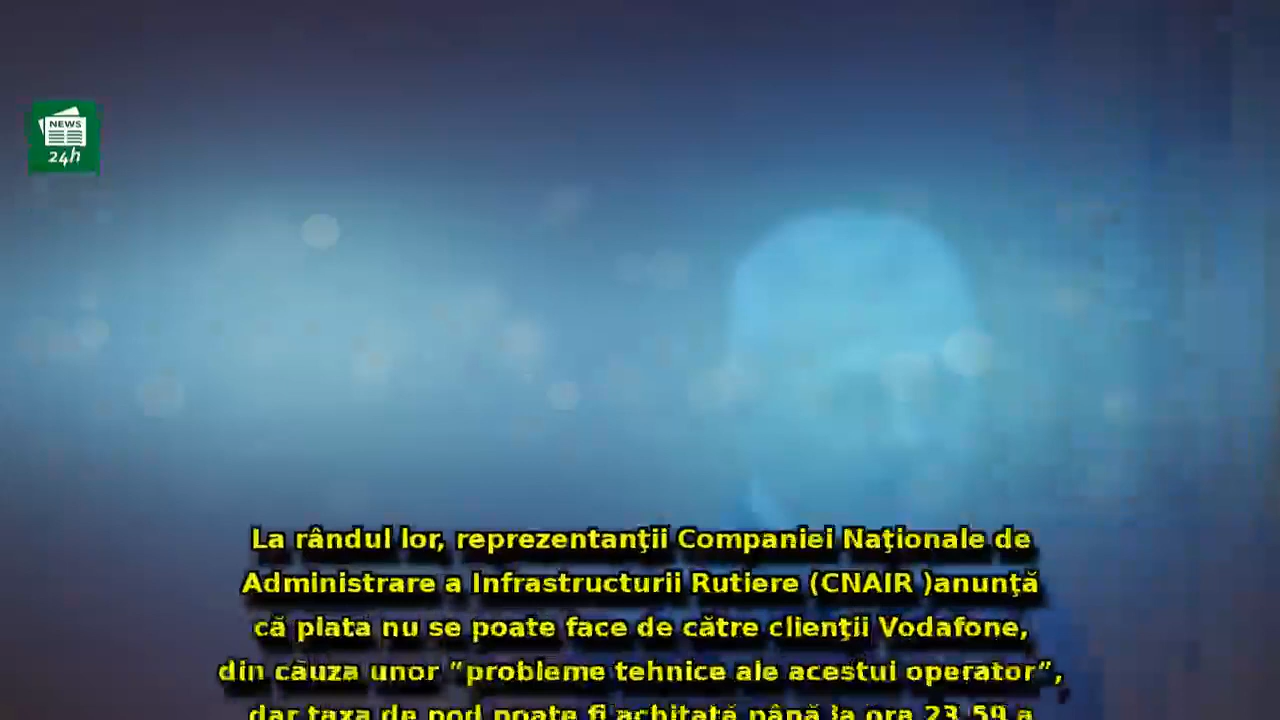 NEWS
24h
La rândul lor, reprezentanţii Companiei Naţionale de
Administrare a Infrastructurii Rutiere (CNAIR )anunţă
că plata nu se poate face de către clienţii Vodafone,
din cauza unor ”probleme tehnice ale acestui operator”,
dar taxa de pod poate fi achitată până la ora 23.59 a